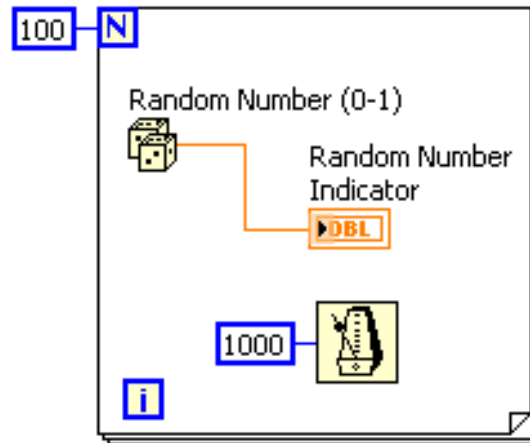 100
N
Random Number (0-1)
Random Number
Indicator
DBL
1000
i